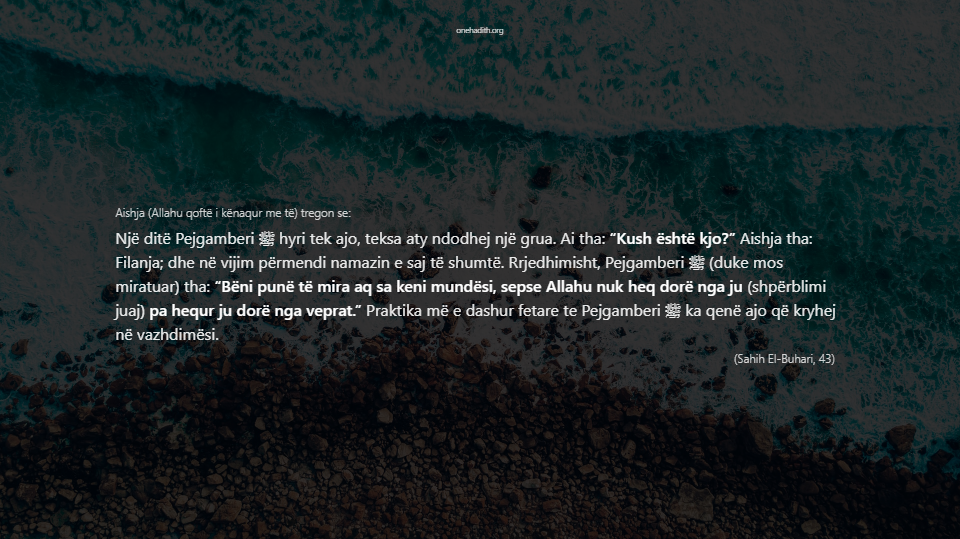 onehadith.org
Aishja (Allahu qoftë i kënaqur me të) tregon se:
Një ditë Pejgamberi ﷺ hyri tek ajo, teksa aty ndodhej një grua. Ai tha: “Kush është kjo?” Aishja tha:
Filanja; dhe në vijim përmendi namazin e saj të shumtë. Rrjedhimisht, Pejgamberi ﷺ (duke mos
miratuar) tha: “Bëni punë të mira aq sa keni mundësi, sepse Allahu nuk heq dorë nga ju (shpërblimi
juaj) pa hequr ju dorë nga veprat.” Praktika më e dashur fetare te Pejgamberi ﷺ ka qenë ajo që kryhej
në vazhdimësi.
(Sahih El-Buhari, 43)